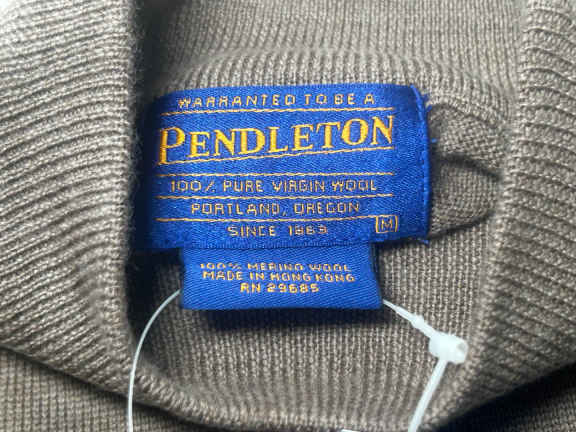 WARRANTED TO BE A
PENDLETON
100% PURE VIRGIN WOOL
PORTLAND, OREGON
SINCE 1863 M
100% MERINO WOOL
MADE IN HONG KONG
RN 29685